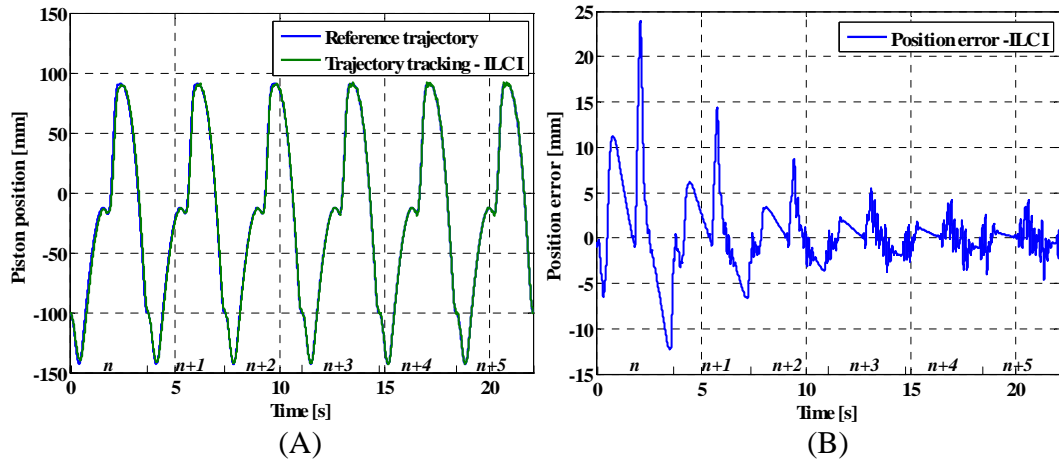 150
100
50
0
-50
-100
-150
Piston position [mm]
Reference trajectory
Trajectory tracking - ILC I
n
n+1
n+2
n+3
n+4
n+5
0
5
10
15
20
Time [s]
(A)
25
20
15
10
5
0
-5
-10
-15
Position error [mm]
Position error -ILC I
n
n+1
n+2
n+3
n+4
n+5
0
5
10
15
20
Time [s]
(B)